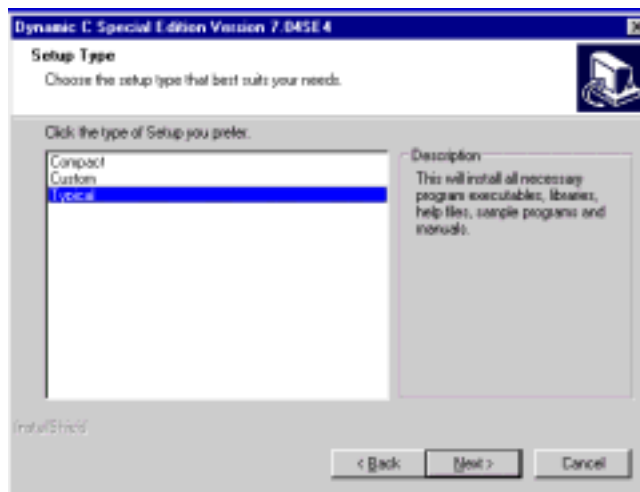 Dynamic C Special Edition Version 7.04SE4
Setup Type
Choose the setup type that best suits your needs.
Click the type of Setup you prefer.
Compact
Custom
Typical
Description
This will install all necessary
program executables, libraries,
help files, sample programs and
manuals.
InstallShield
< Back
Next >
Cancel